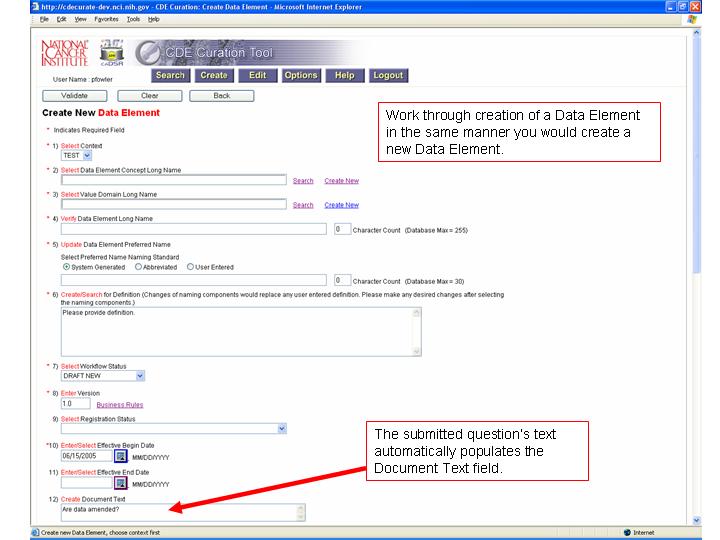 http://cdecurate-dev.nci.nih.gov - CDE Curation: Create Data Element - Microsoft Internet Explorer
File Edit View Favorites Tools Help
NATIONAL
CANCER
INSTITUTE
caDSR
CDE Curation Tool
User Name : pfowler
Search Create Edit Options Help Logout
Validate Clear Back
Create New Data Element
* Indicates Required Field
Work through creation of a Data Element
in the same manner you would create a
new Data Element.
* 1) Select Context
TEST
* 2) Select Data Element Concept Long Name
Search Create New
* 3) Select Value Domain Long Name
Search Create New
* 4) Verify Data Element Long Name
0 Character Count (Database Max = 255)
* 5) Update Data Element Preferred Name
Select Preferred Name Naming Standard
System Generated Abbreviated User Entered
0 Character Count (Database Max = 30)
* 6) Create/Search for Definition (Changes of naming components would replace any user entered definition. Please make any desired changes after selecting
the naming components.)
Please provide definition.
* 7) Select Workflow Status
DRAFT NEW
* 8) Enter Version
1.0 Business Rules
9) Select Registration Status
*10) Enter/Select Effective Begin Date
06/15/2005 MM/DD/YYYY
11) Enter/Select Effective End Date
MM/DD/YYYY
The submitted question's text
automatically populates the
Document Text field.
12) Create Document Text
Are data amended?
Create new Data Element, choose context first
Internet